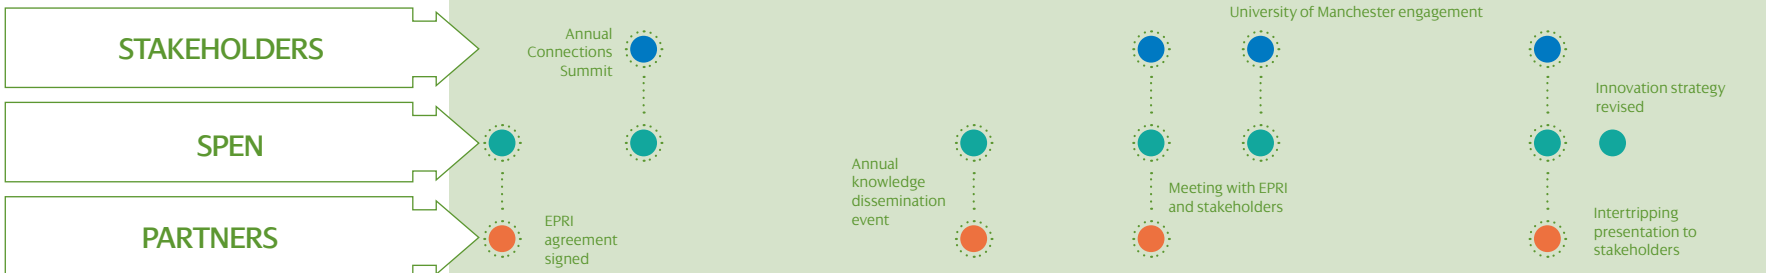 University of Manchester engagement
STAKEHOLDERS
Annual
Connections
Summit
Innovation strategy
revised
SPEN
Annual
knowledge
dissemination
event
Meeting with EPRI
and stakeholders
PARTNERS
EPRI
agreement
signed
Intertripping
presentation to
stakeholders